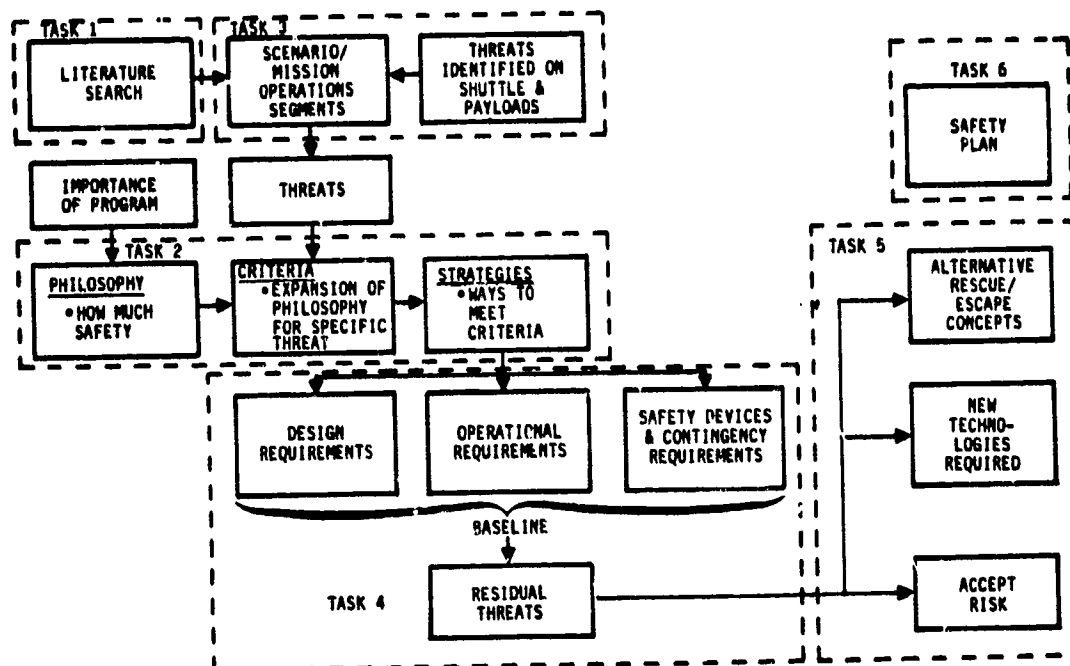 TASK 1
LITERATURE
SEARCH
TASK 3
SCENARIO/
MISSION
OPERATIONS
SEGMENTS
THREATS
IDENTIFIED ON
SHUTTLE &
PAYLOADS
TASK 6
SAFETY
PLAN
IMPORTANCE
OF PROGRAM
THREATS
TASK 2
PHILOSOPHY
•HOW MUCH
SAFETY
CRITERIA
•EXPANSION OF
PHILOSOPHY
FOR SPECIFIC
THREAT
STRATEGIES
•WAYS TO
MEET
CRITERIA
TASK 5
ALTERNATIVE
RESCUE/
ESCAPE
CONCEPTS
NEW
TECHNO-
LOGIES
REQUIRED
ACCEPT
RISK
DESIGN
REQUIREMENTS
OPERATIONAL
REQUIREMENTS
SAFETY DEVICES
& CONTINGENCY
REQUIREMENTS
BASELINE
TASK 4
RESIDUAL
THREATS